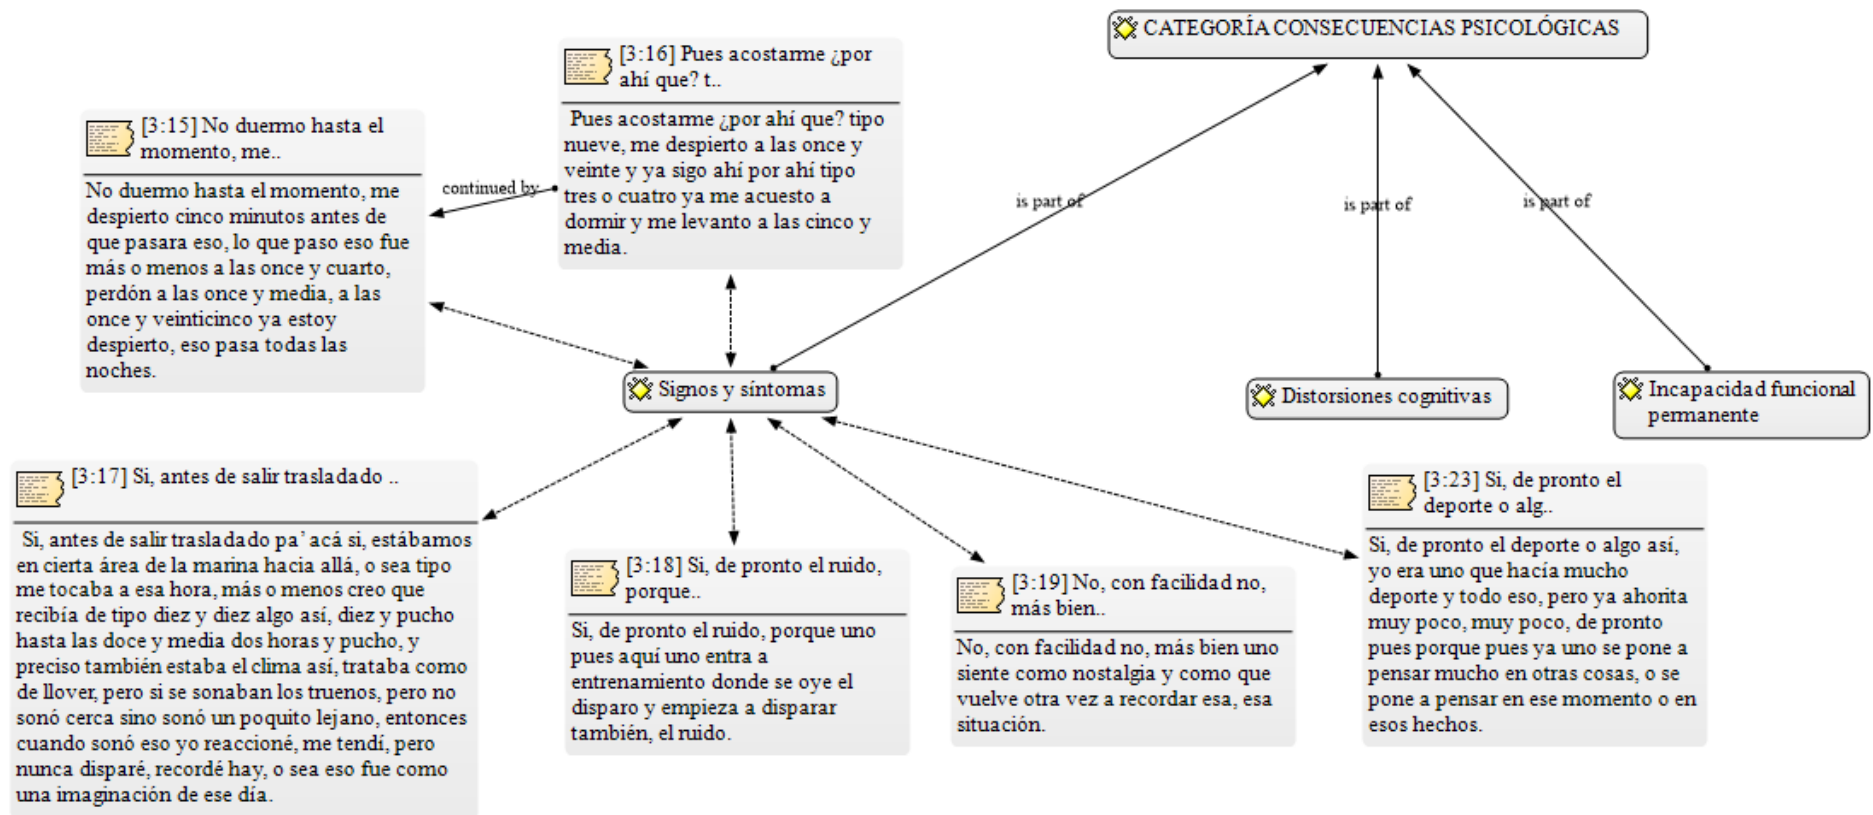 CATEGORÍA CONSECUENCIAS PSICOLÓGICAS
[3:16] Pues acostarme ¿por
ahí que? t..
Pues acostarme ¿por ahí que? tipo
nueve, me despierto a las once y
veinte y ya sigo ahí por ahí tipo
tres o cuatro ya me acuesto a
dormir y me levanto a las cinco y
media.
[3:15] No duermo hasta el
momento, me..
No duermo hasta el momento, me
despierto cinco minutos antes de
que pasara eso, lo que paso eso fue
más o menos a las once y cuarto,
perdón a las once y media, a las
once y veinticinco ya estoy
despierto, eso pasa todas las
noches.
continued by
is part of
is part of
is part of
Signos y síntomas
Distorsiones cognitivas
Incapacidad funcional
permanente
[3:17] Si, antes de salir trasladado ..
Si, antes de salir trasladado pa’ acá si, estábamos
en cierta área de la marina hacia allá, o sea tipo
me tocaba a esa hora, más o menos creo que
recibía de tipo diez y diez algo así, diez y pucho
hasta las doce y media dos horas y pucho, y
preciso también estaba el clima así, trataba como
de llover, pero si se sonaban los truenos, pero no
sonó cerca sino sonó un poquito lejano, entonces
cuando sonó eso yo reaccioné, me tendí, pero
nunca disparé, recordé hay, o sea eso fue como
una imaginación de ese día.
[3:18] Si, de pronto el ruido,
porque..
Si, de pronto el ruido, porque uno
pues aquí uno entra a
entrenamiento donde se oye el
disparo y empieza a disparar
también, el ruido.
[3:19] No, con facilidad no,
más bien..
No, con facilidad no, más bien uno
siente como nostalgia y como que
vuelve otra vez a recordar esa, esa
situación.
[3:23] Si, de pronto el
deporte o alg..
Si, de pronto el deporte o algo así,
yo era uno que hacía mucho
deporte y todo eso, pero ya ahorita
muy poco, muy poco, de pronto
pues porque pues ya uno se pone a
pensar mucho en otras cosas, o se
pone a pensar en ese momento o en
esos hechos.